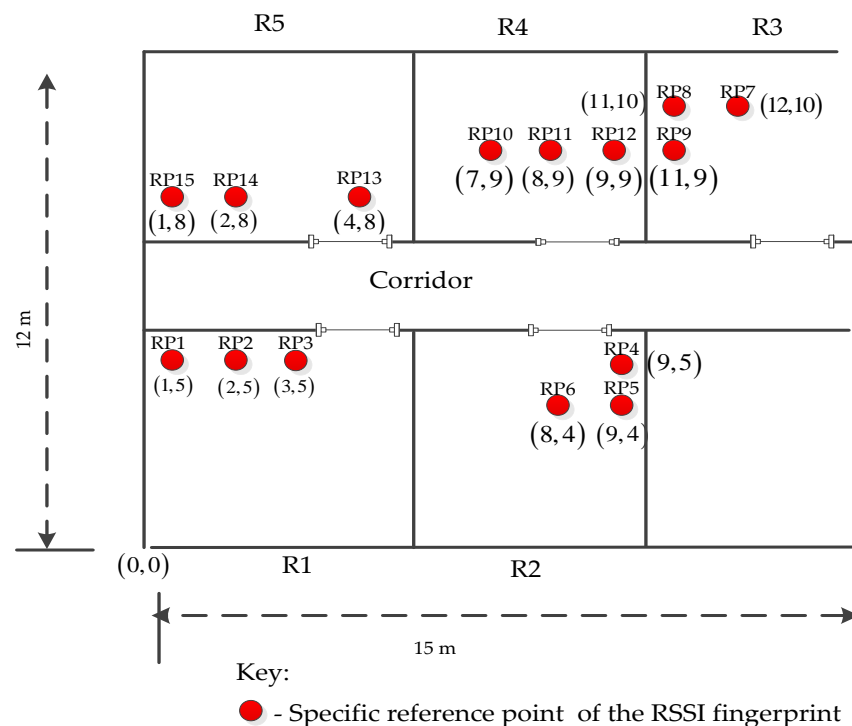 R5 R4 R3
(11,10) RP8 RP7 (12,10)
RP10 RP11 RP12 RP9
(7,9) (8,9) (9,9) (11,9)
RP15 RP14 RP13
(1,8) (2,8) (4,8)
Corridor
12 m
RP1 RP2 RP3 RP4 (9,5)
(1,5) (2,5) (3,5)
RP6 RP5
(8,4) (9,4)
(0,0) R1 R2
15 m
Key:
- Specific reference point of the RSSI fingerprint